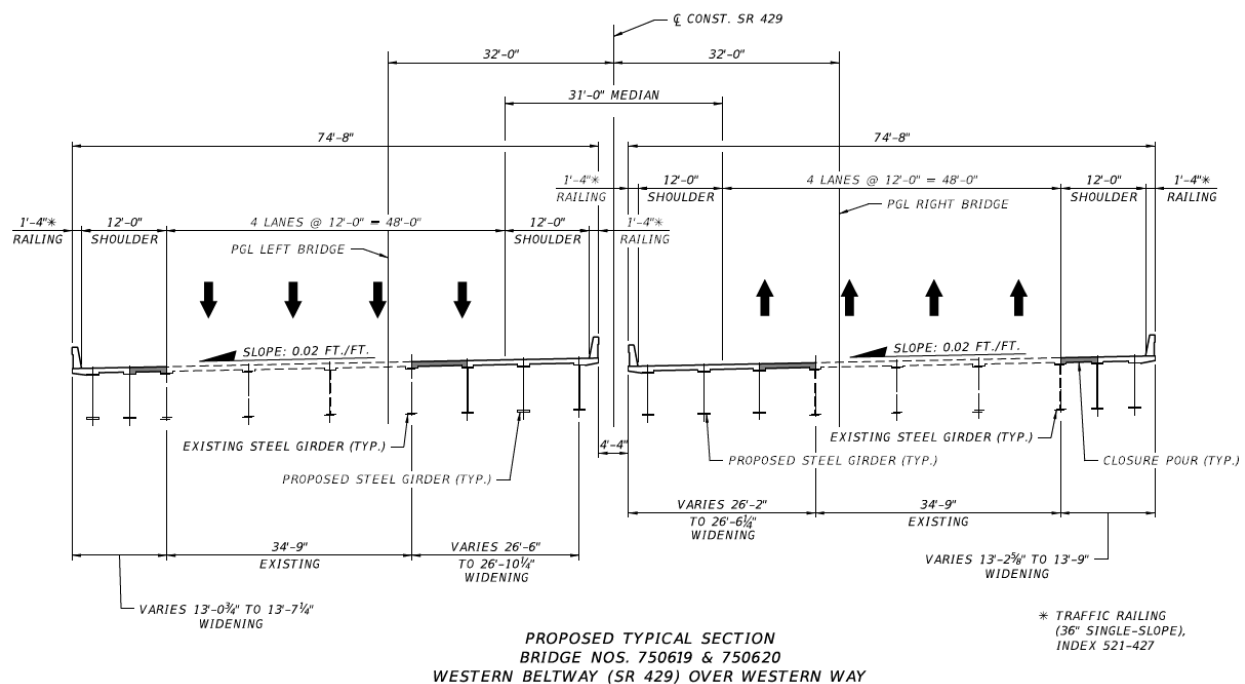 ℄ CONST. SR 429
32'-0"
32'-0"
31'-0" MEDIAN
74'-8"
74'-8"
1'-4"*
RAILING
12'-0"
SHOULDER
4 LANES @ 12'-0" = 48'-0"
12'-0"
SHOULDER
1'-4"*
RAILING
1'-4"*
RAILING
12'-0"
SHOULDER
4 LANES @ 12'-0" = 48'-0"
12'-0"
SHOULDER
1'-4"*
RAILING
PGL LEFT BRIDGE
PGL RIGHT BRIDGE
SLOPE: 0.02 FT./FT.
SLOPE: 0.02 FT./FT.
EXISTING STEEL GIRDER (TYP.)
PROPOSED STEEL GIRDER (TYP.)
4'-4"
EXISTING STEEL GIRDER (TYP.)
PROPOSED STEEL GIRDER (TYP.)
CLOSURE POUR (TYP.)
34'-9"
EXISTING
VARIES 26'-6"
TO 26'-10¼"
WIDENING
VARIES 13'-0¾" TO 13'-7¼"
WIDENING
VARIES 26'-2"
TO 26'-6¼"
WIDENING
34'-9"
EXISTING
VARIES 13'-2⅝" TO 13'-9"
WIDENING
* TRAFFIC RAILING
(36" SINGLE-SLOPE),
INDEX 521-427
PROPOSED TYPICAL SECTION
BRIDGE NOS. 750619 & 750620
WESTERN BELTWAY (SR 429) OVER WESTERN WAY